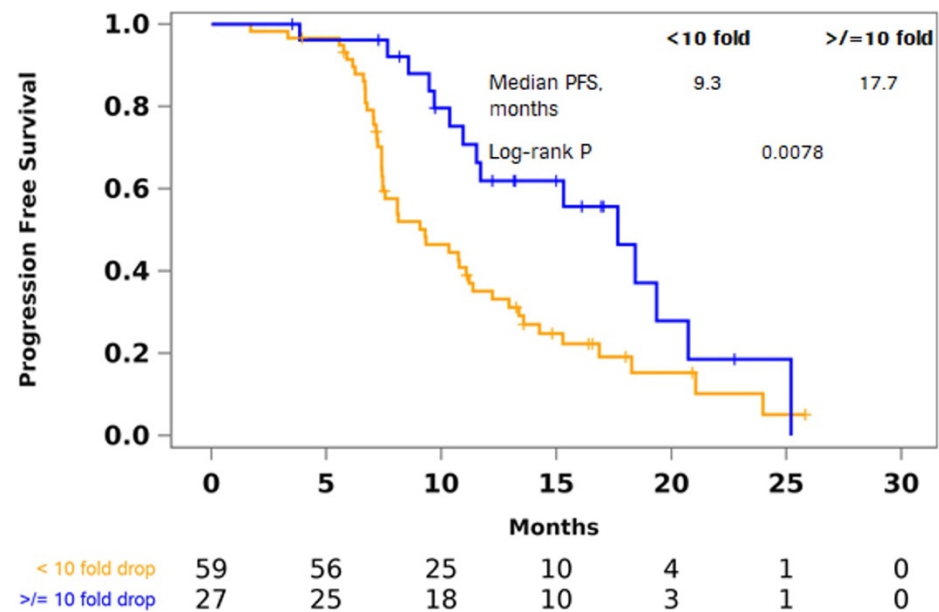 <10 fold >/=10 fold
Median PFS, months 9.3 17.7
Log-rank P 0.0078
Progression Free Survival
1.0
0.8
0.6
0.4
0.2
0.0
0 5 10 15 20 25 30
Months
< 10 fold drop 59 56 25 10 4 1 0
>/= 10 fold drop 27 25 18 10 3 1 0